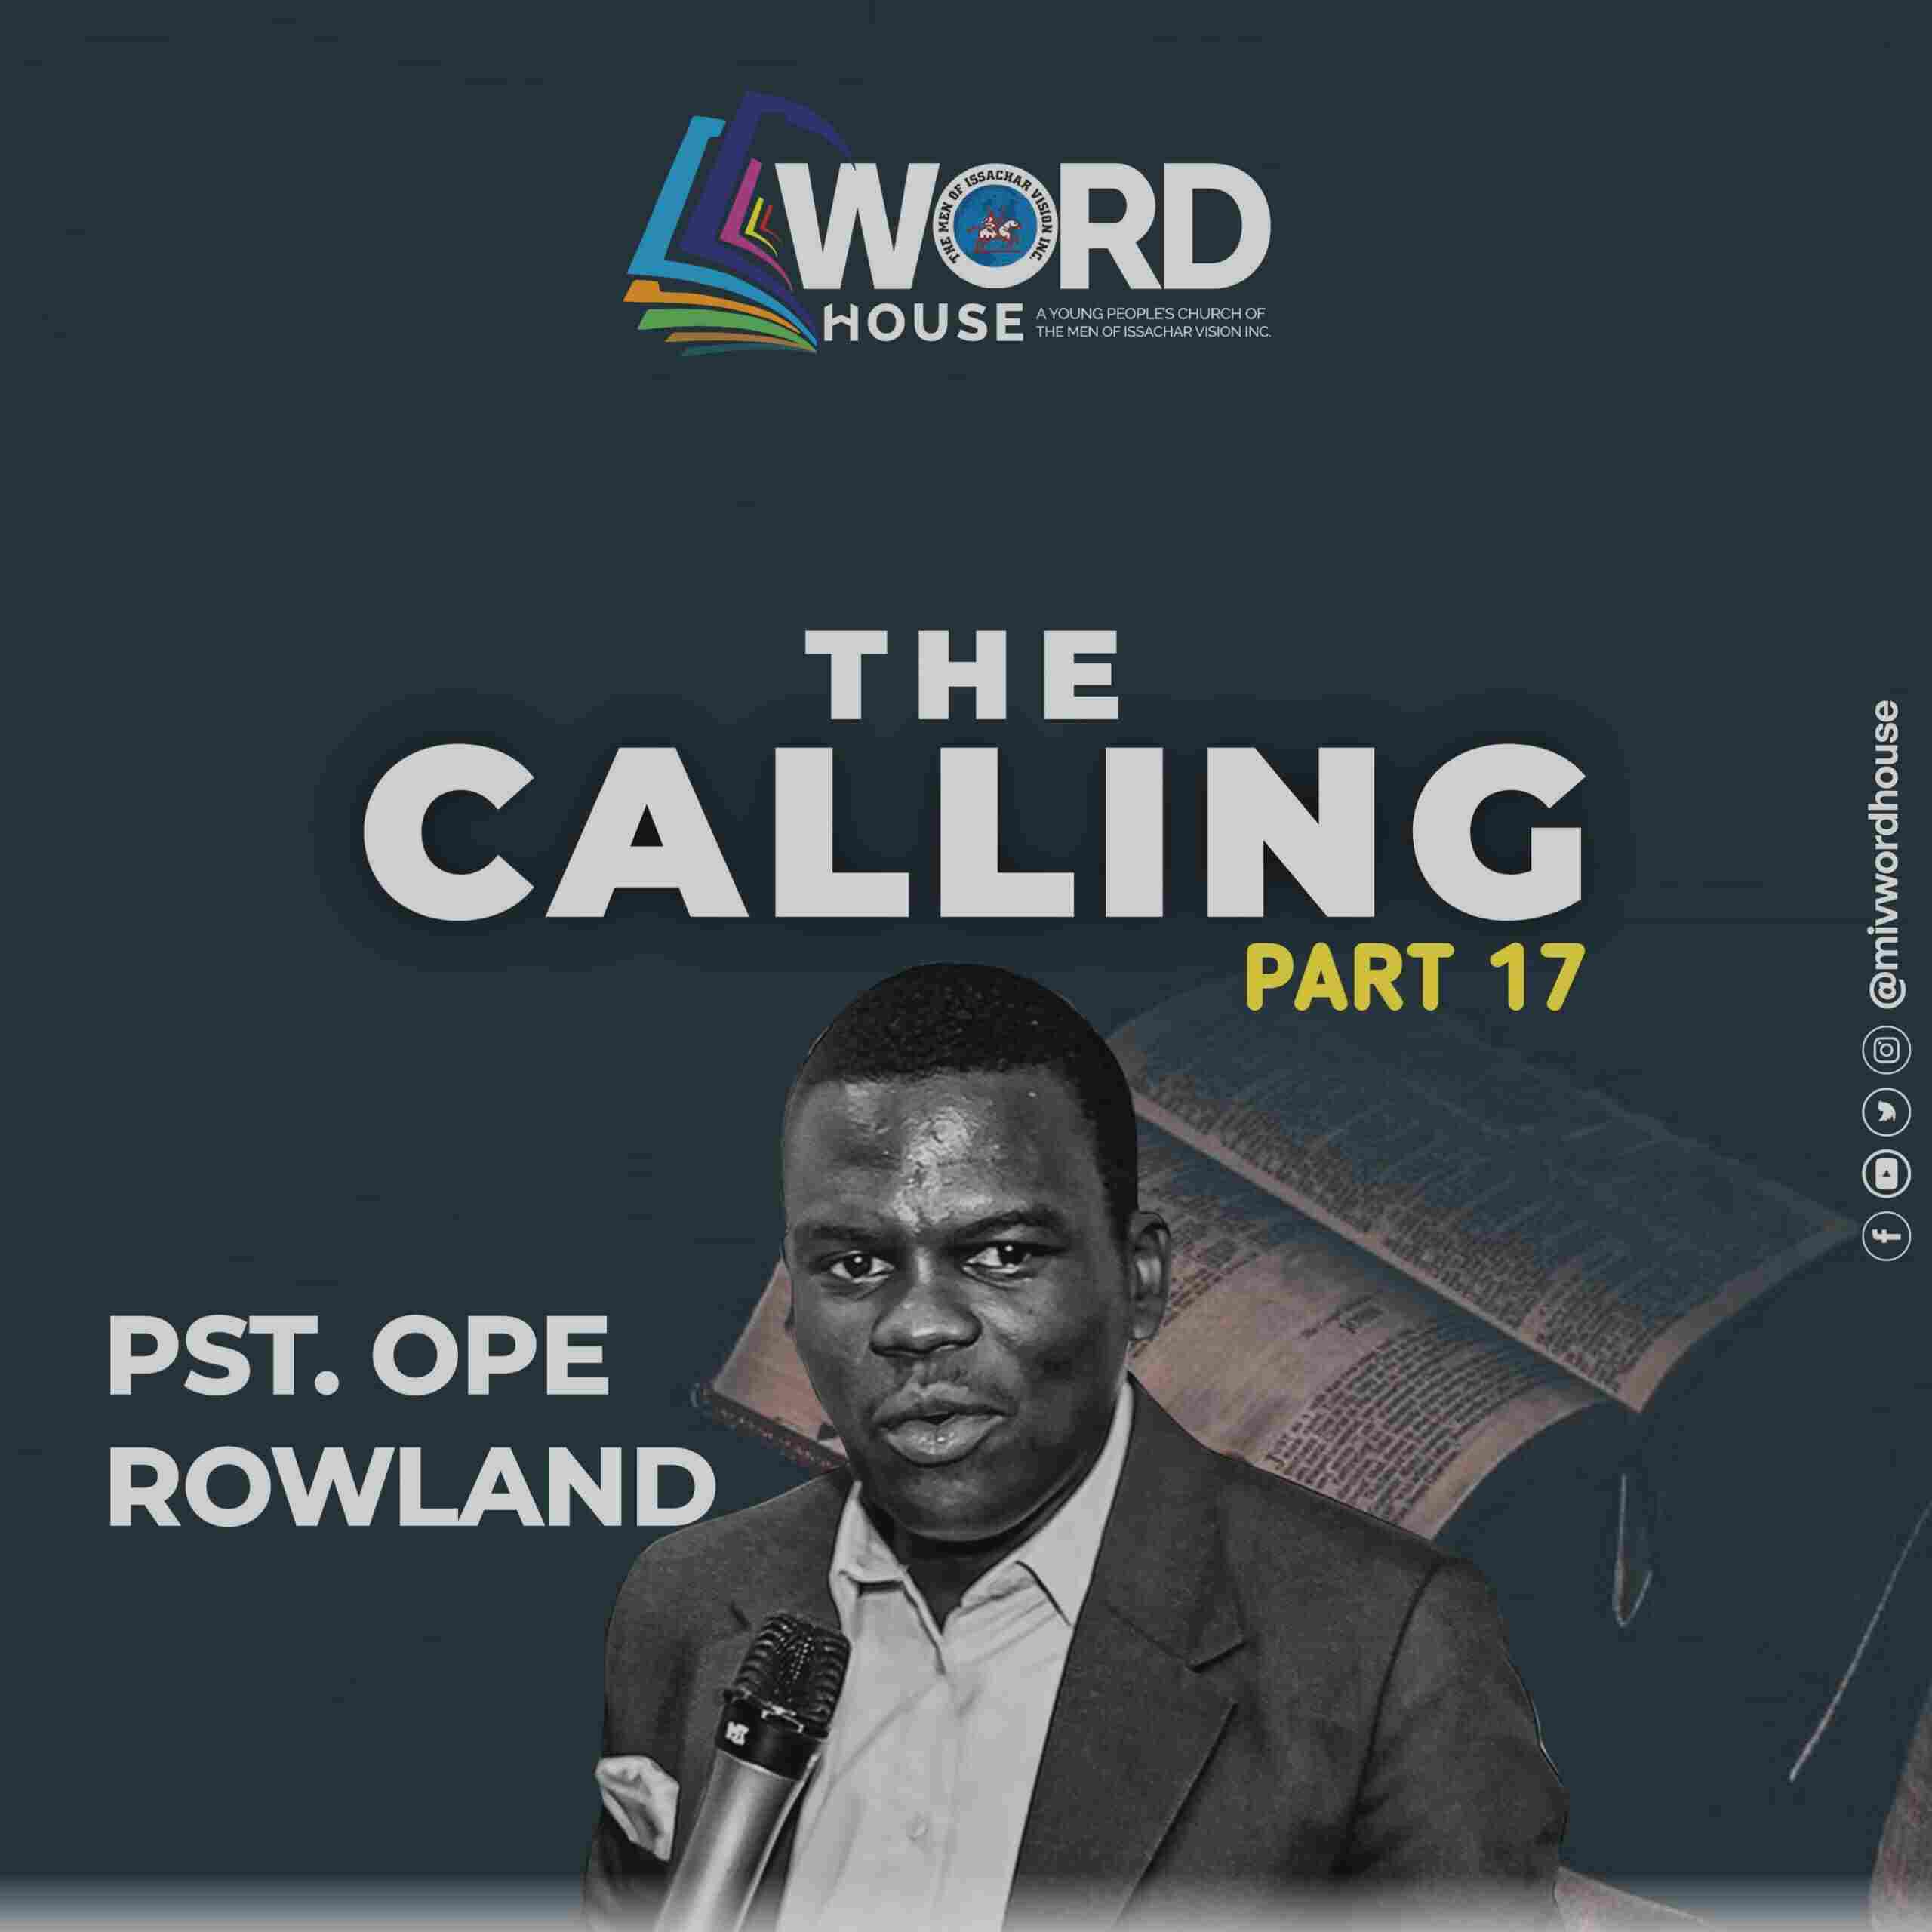 WORD
THE MEN OF ISSACHAR VISION INC.
HOUSE
A YOUNG PEOPLE'S CHURCH OF
THE MEN OF ISSACHAR VISION INC.
THE
CALLING
PART 17
@mivwordhouse
PST. OPE
ROWLAND